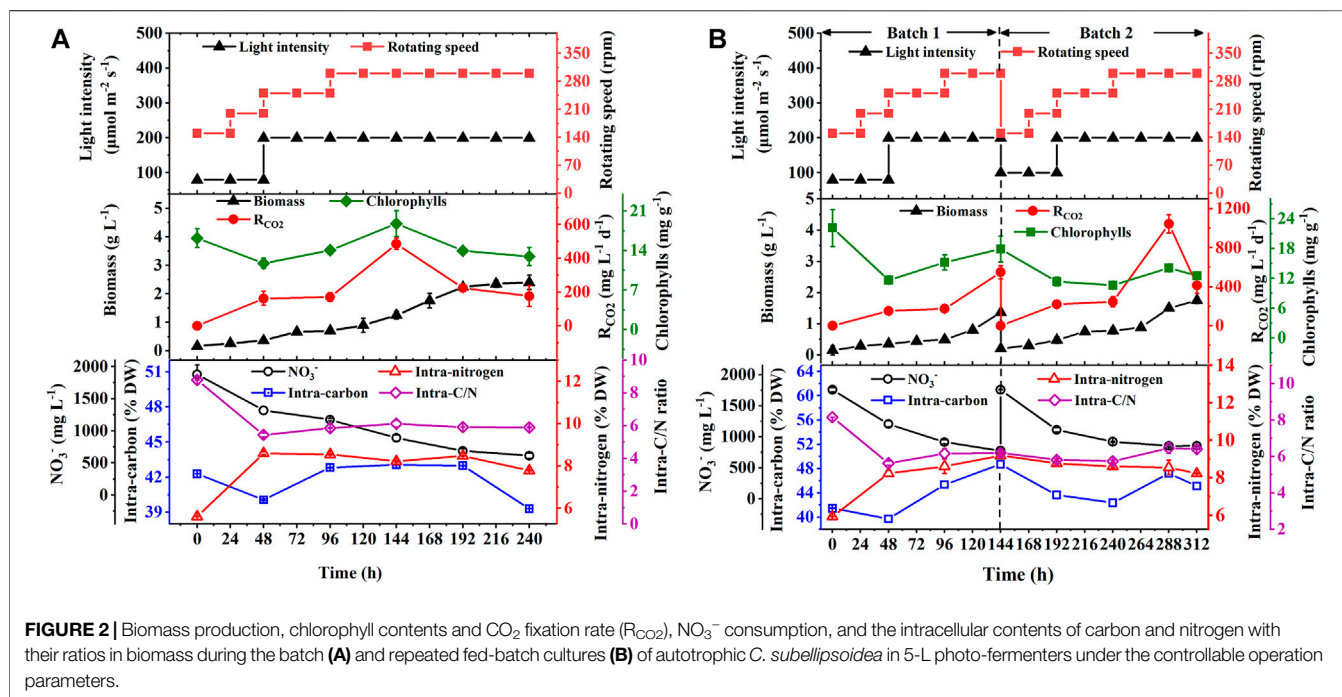 A
Light intensity
Rotating speed
Light intensity
(μmol m⁻² s⁻¹)
500
400
300
200
100
Rotating speed (rpm)
350
280
210
140
70
0
Biomass
Chlorophylls
R_CO2
Biomass (g L⁻¹)
5
4
3
2
1
0
R_CO2 (mg L⁻¹ d⁻¹)
600
400
200
0
Chlorophylls (mg g⁻¹)
21
14
7
0
NO₃⁻
Intra-nitrogen
Intra-carbon
Intra-C/N
NO₃⁻ (mg L⁻¹)
2000
1500
1000
500
0
Intra-carbon (% DW)
51
48
45
42
39
Intra-nitrogen (% DW)
12
10
8
6
Intra-C/N ratio
10
8
6
4
2
0
0 24 48 72 96 120 144 168 192 216 240
Time (h)
B
Batch 1
Batch 2
Light intensity
Rotating speed
Light intensity
(μmol m⁻² s⁻¹)
500
400
300
200
100
Rotating speed (rpm)
350
280
210
140
70
0
Biomass
R_CO2
Chlorophylls
Biomass (g L⁻¹)
5
4
3
2
1
0
R_CO2 (mg L⁻¹ d⁻¹)
1200
800
400
0
Chlorophylls (mg g⁻¹)
24
18
12
6
0
NO₃⁻
Intra-nitrogen
Intra-carbon
Intra-C/N
NO₃⁻ (mg L⁻¹)
2000
1500
1000
500
0
Intra-carbon (% DW)
64
60
56
52
48
44
40
Intra-nitrogen (% DW)
14
12
10
8
6
Intra-C/N ratio
10
8
6
4
2
0 24 48 72 96 120 144 168 192 216 240 264 288 312
Time (h)
FIGURE 2 | Biomass production, chlorophyll contents and CO₂ fixation rate (R_CO2), NO₃⁻ consumption, and the intracellular contents of carbon and nitrogen with
their ratios in biomass during the batch (A) and repeated fed-batch cultures (B) of autotrophic C. subellipsoidea in 5-L photo-fermenters under the controllable operation
parameters.